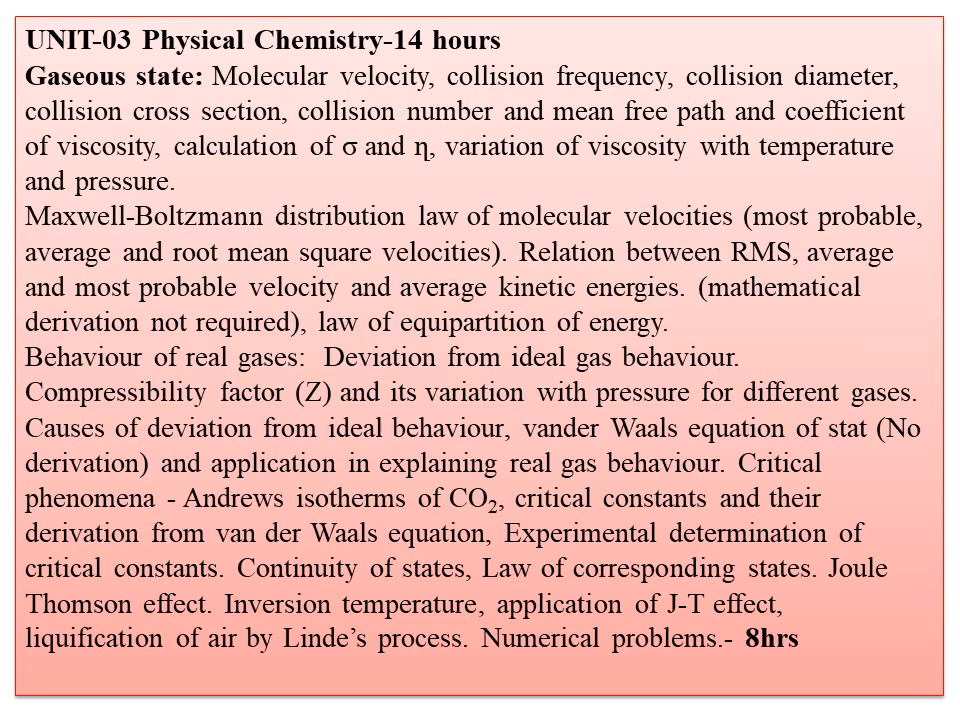 UNIT-03 Physical Chemistry-14 hours
Gaseous state: Molecular velocity, collision frequency, collision diameter,
collision cross section, collision number and mean free path and coefficient
of viscosity, calculation of σ and η, variation of viscosity with temperature
and pressure.
Maxwell-Boltzmann distribution law of molecular velocities (most probable,
average and root mean square velocities). Relation between RMS, average
and most probable velocity and average kinetic energies. (mathematical
derivation not required), law of equipartition of energy.
Behaviour of real gases: Deviation from ideal gas behaviour.
Compressibility factor (Z) and its variation with pressure for different gases.
Causes of deviation from ideal behaviour, vander Waals equation of stat (No
derivation) and application in explaining real gas behaviour. Critical
phenomena - Andrews isotherms of CO₂, critical constants and their
derivation from van der Waals equation, Experimental determination of
critical constants. Continuity of states, Law of corresponding states. Joule
Thomson effect. Inversion temperature, application of J-T effect,
liquification of air by Linde’s process. Numerical problems.- 8hrs